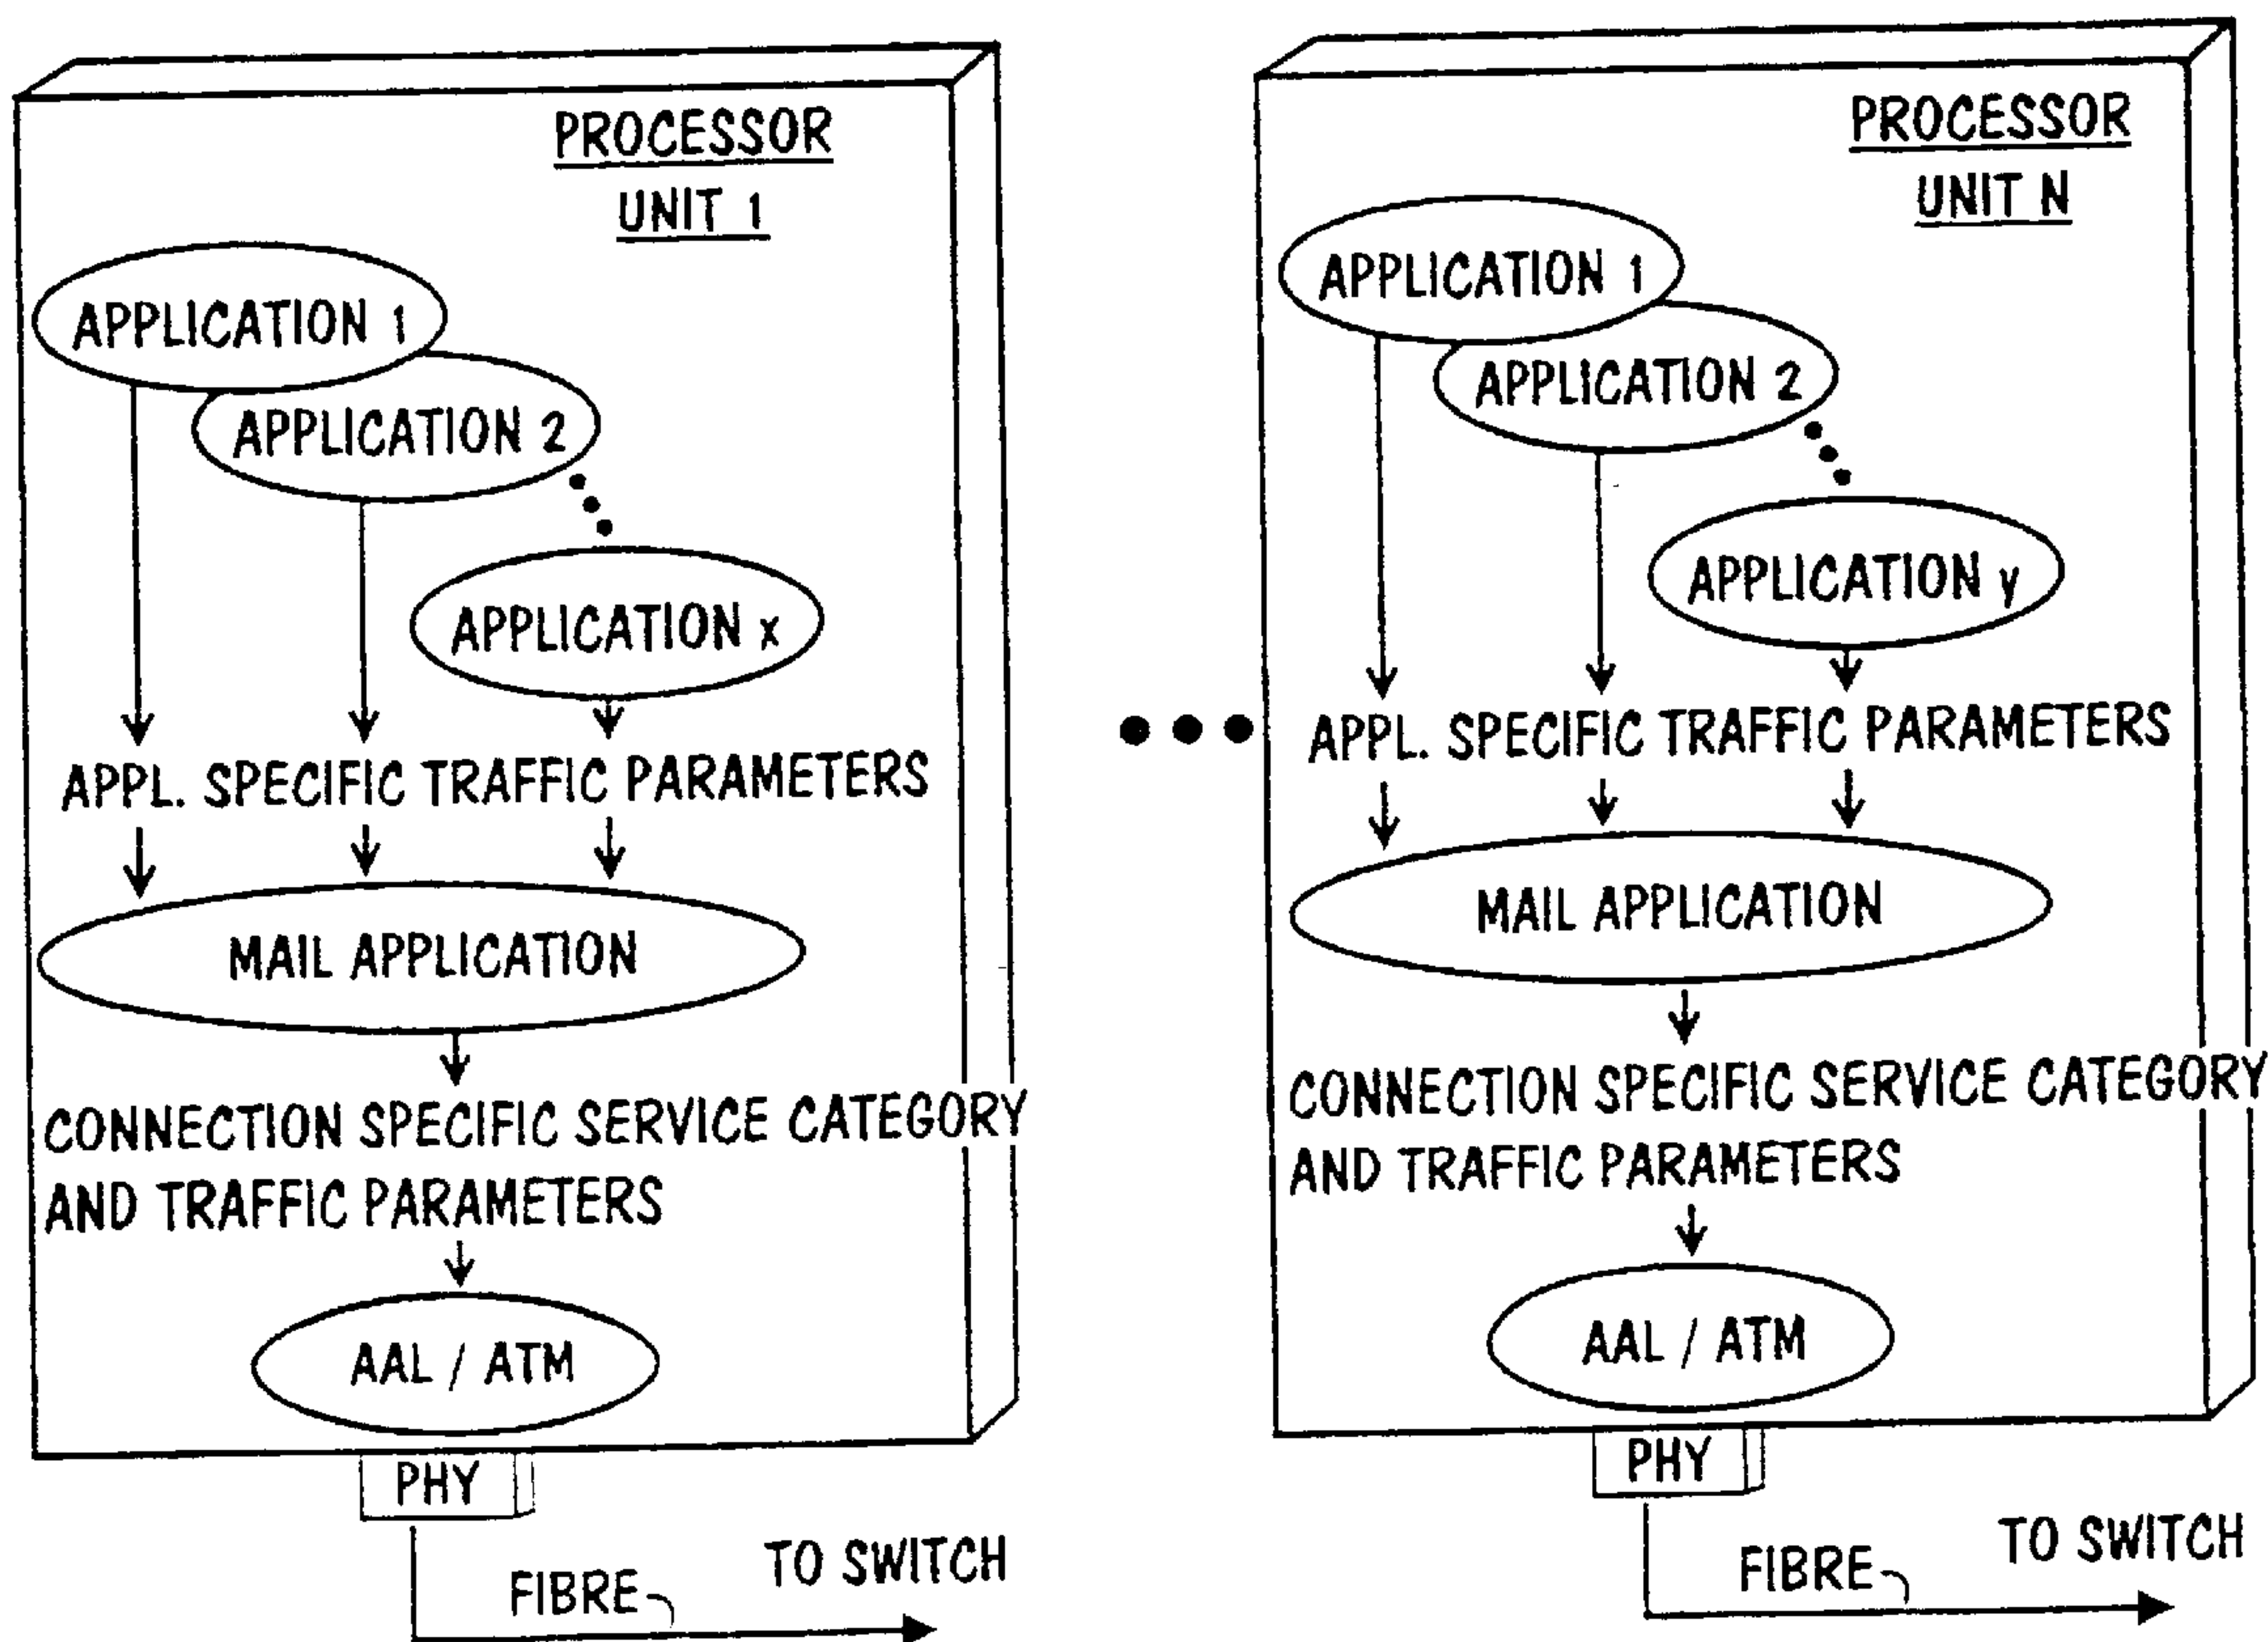 PROCESSOR
UNIT 1
APPLICATION 1
APPLICATION 2
APPLICATION x
APPL. SPECIFIC TRAFFIC PARAMETERS
MAIL APPLICATION
CONNECTION SPECIFIC SERVICE CATEGORY
AND TRAFFIC PARAMETERS
AAL / ATM
PHY
FIBRE
TO SWITCH
PROCESSOR
UNIT N
APPLICATION 1
APPLICATION 2
APPLICATION y
APPL. SPECIFIC TRAFFIC PARAMETERS
MAIL APPLICATION
CONNECTION SPECIFIC SERVICE CATEGORY
AND TRAFFIC PARAMETERS
AAL / ATM
PHY
FIBRE
TO SWITCH